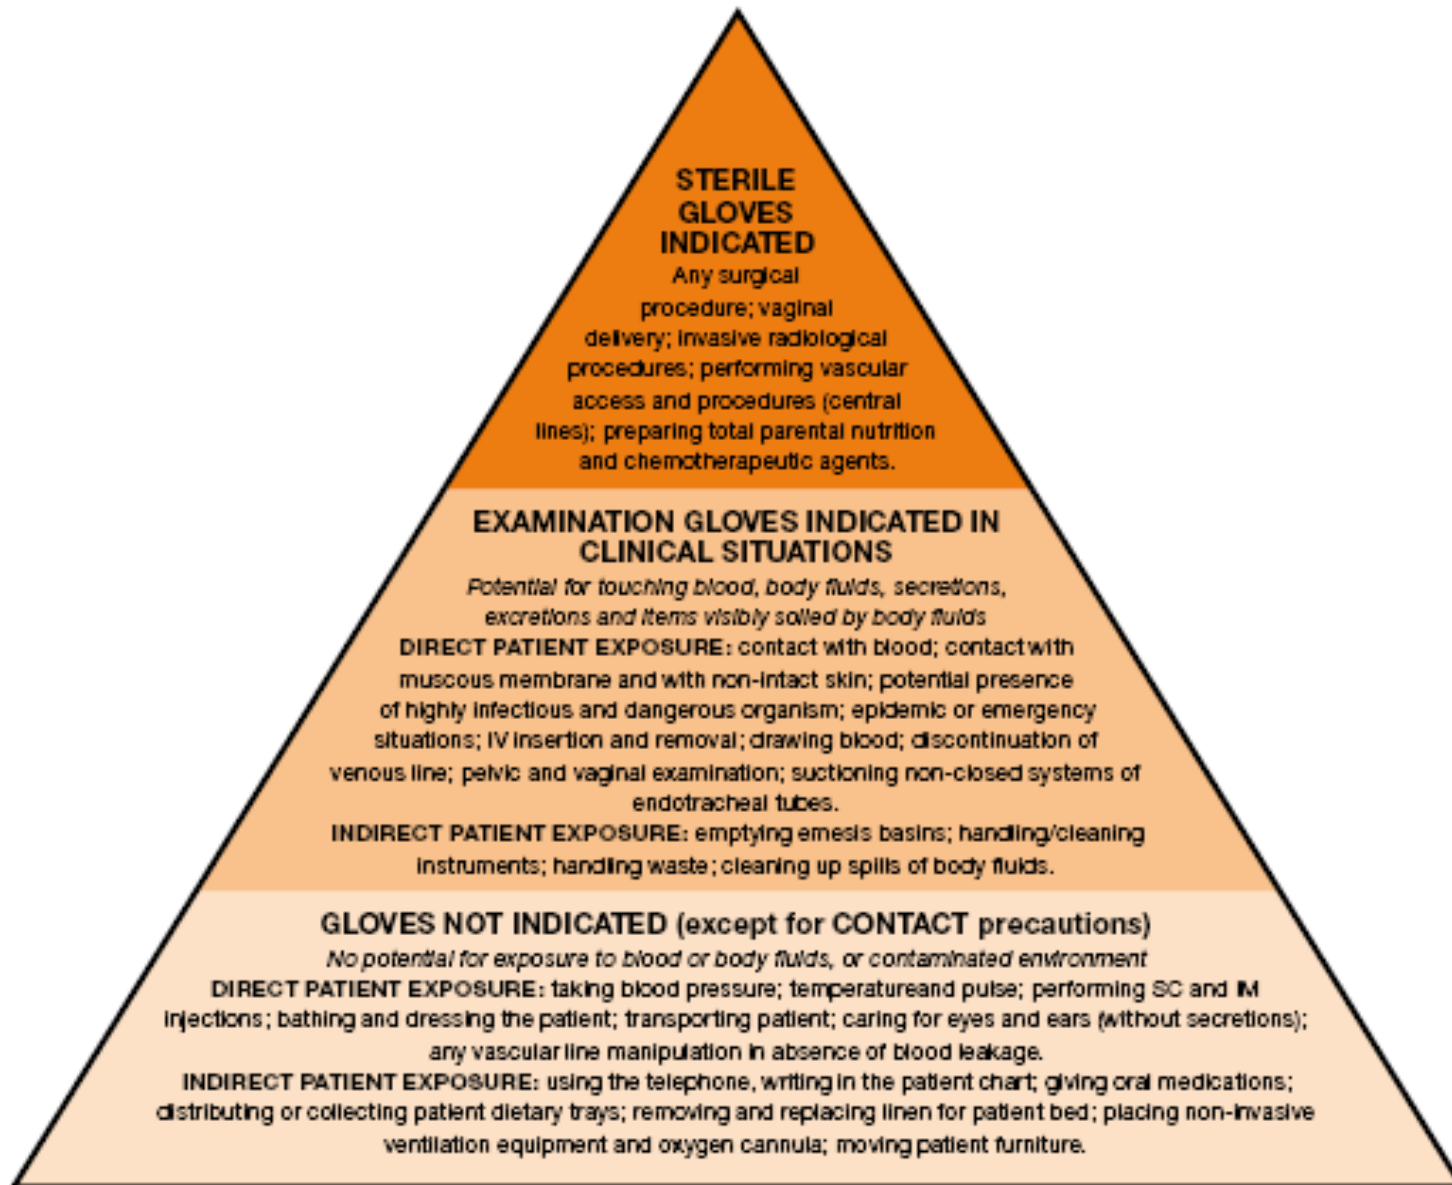 STERILE
GLOVES
INDICATED
Any surgical
procedure; vaginal
delivery; invasive radiological
procedures; performing vascular
access and procedures (central
lines); preparing total parental nutrition
and chemotherapeutic agents.
EXAMINATION GLOVES INDICATED IN
CLINICAL SITUATIONS
Potential for touching blood, body fluids, secretions,
excretions and items visibly soiled by body fluids
DIRECT PATIENT EXPOSURE: contact with blood; contact with
muscous membrane and with non-intact skin; potential presence
of highly infectious and dangerous organism; epidemic or emergency
situations; IV insertion and removal; drawing blood; discontinuation of
venous line; pelvic and vaginal examination; suctioning non-closed systems of
endotracheal tubes.
INDIRECT PATIENT EXPOSURE: emptying emesis basins; handling/cleaning
instruments; handling waste; cleaning up spills of body fluids.
GLOVES NOT INDICATED (except for CONTACT precautions)
No potential for exposure to blood or body fluids, or contaminated environment
DIRECT PATIENT EXPOSURE: taking blood pressure; temperatureand pulse; performing SC and IM
injections; bathing and dressing the patient; transporting patient; caring for eyes and ears (without secretions);
any vascular line manipulation in absence of blood leakage.
INDIRECT PATIENT EXPOSURE: using the telephone, writing in the patient chart; giving oral medications;
distributing or collecting patient dietary trays; removing and replacing linen for patient bed; placing non-invasive
ventilation equipment and oxygen cannula; moving patient furniture.